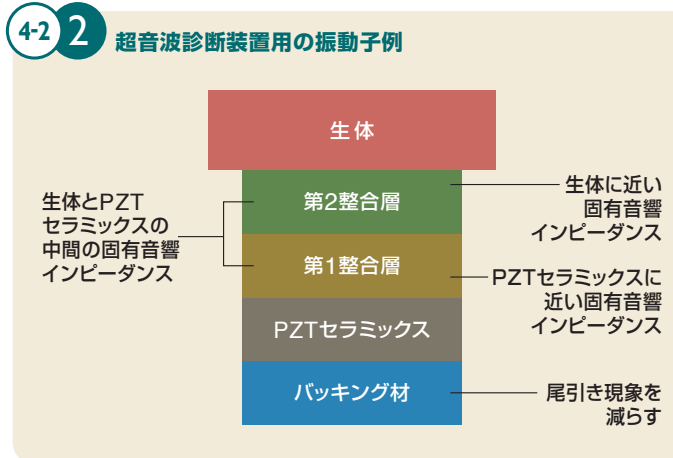 4-2 2 超音波診断装置用の振動子例
生体
第2整合層
第1整合層
PZTセラミックス
バッキング材
生体とPZT
セラミックスの
中間の固有音響
インピーダンス
生体に近い
固有音響
インピーダンス
PZTセラミックスに
近い固有音響
インピーダンス
尾引き現象を
減らす